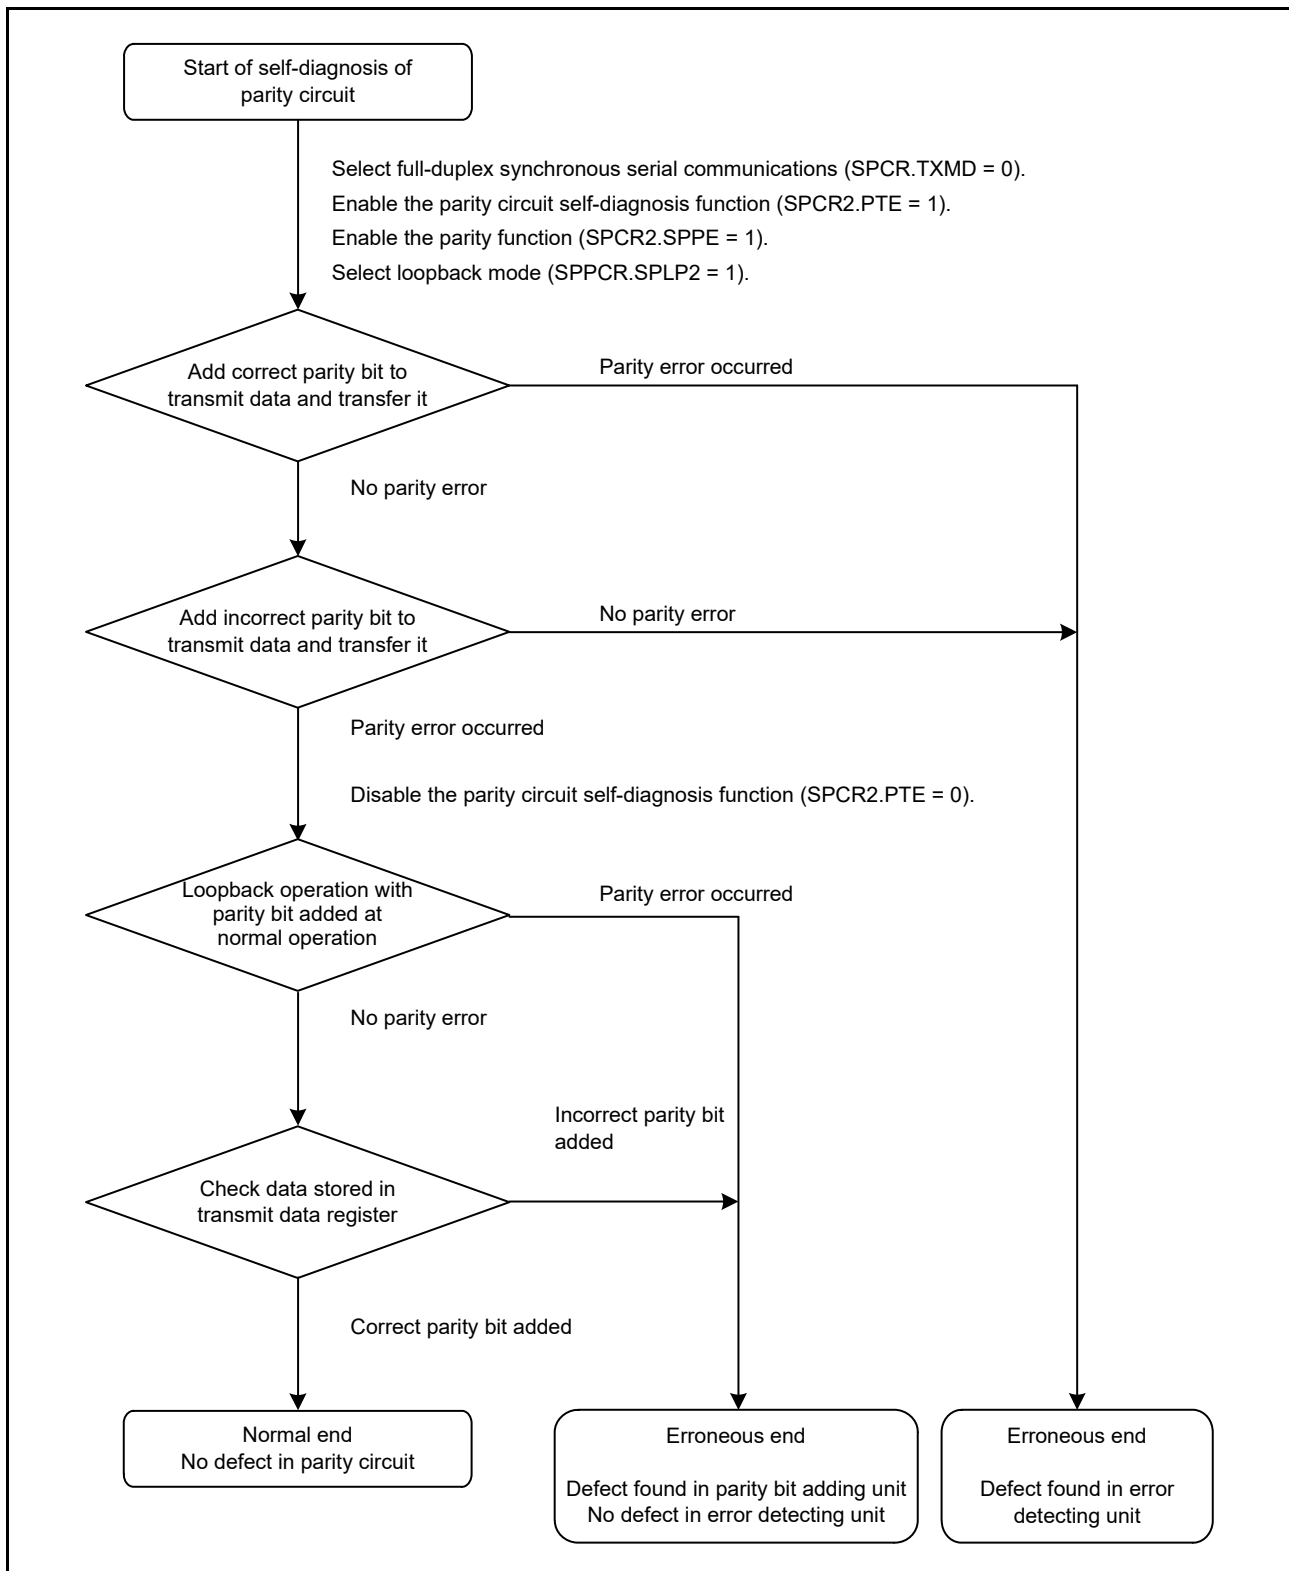 Start of self-diagnosis of
parity circuit
Select full-duplex synchronous serial communications (SPCR.TXMD = 0).
Enable the parity circuit self-diagnosis function (SPCR2.PTE = 1).
Enable the parity function (SPCR2.SPPE = 1).
Select loopback mode (SPPCR.SPLP2 = 1).
Add correct parity bit to
transmit data and transfer it
Parity error occurred
No parity error
Add incorrect parity bit to
transmit data and transfer it
No parity error
Parity error occurred
Disable the parity circuit self-diagnosis function (SPCR2.PTE = 0).
Loopback operation with
parity bit added at
normal operation
Parity error occurred
No parity error
Incorrect parity bit
added
Check data stored in
transmit data register
Correct parity bit added
Normal end
No defect in parity circuit
Erroneous end
Defect found in parity bit adding unit
No defect in error detecting unit
Erroneous end
Defect found in error
detecting unit